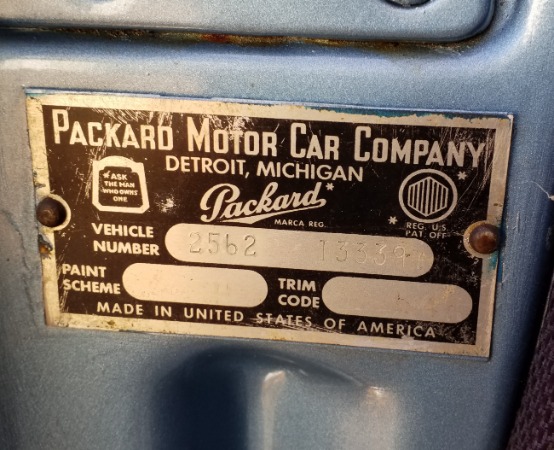 PACKARD MOTOR CAR COMPANY
DETROIT, MICHIGAN
"ASK
THE MAN
WHO OWNS
ONE
Packard*
MARCA REG.
*
*
REG. U.S.
PAT. OFF.
VEHICLE
NUMBER
2562 13339
PAINT
SCHEME
TRIM
CODE
MADE IN UNITED STATES OF AMERICA